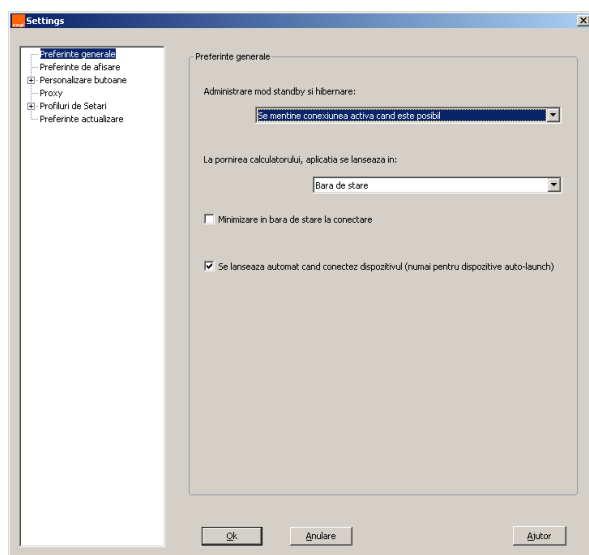 Settings
Preferinte generale
Preferinte de afisare
Personalizare butoane
Proxy
Profiluri de Setari
Preferinte actualizare
Preferinte generale
Administrare mod standby si hibernare:
Se mentine conexiunea activa cand este posibil
La pornirea calculatorului, aplicatia se lanseaza in:
Bara de stare
Minimizare in bara de stare la conectare
Se lanseaza automat cand conectez dispozitivul (numai pentru dispozitive auto-launch)
Ok
Anulare
Ajutor